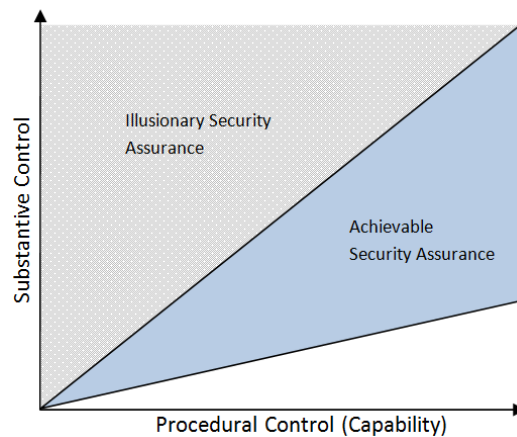 Illusionary Security
Assurance
Achievable
Security Assurance
Substantive Control
Procedural Control (Capability)